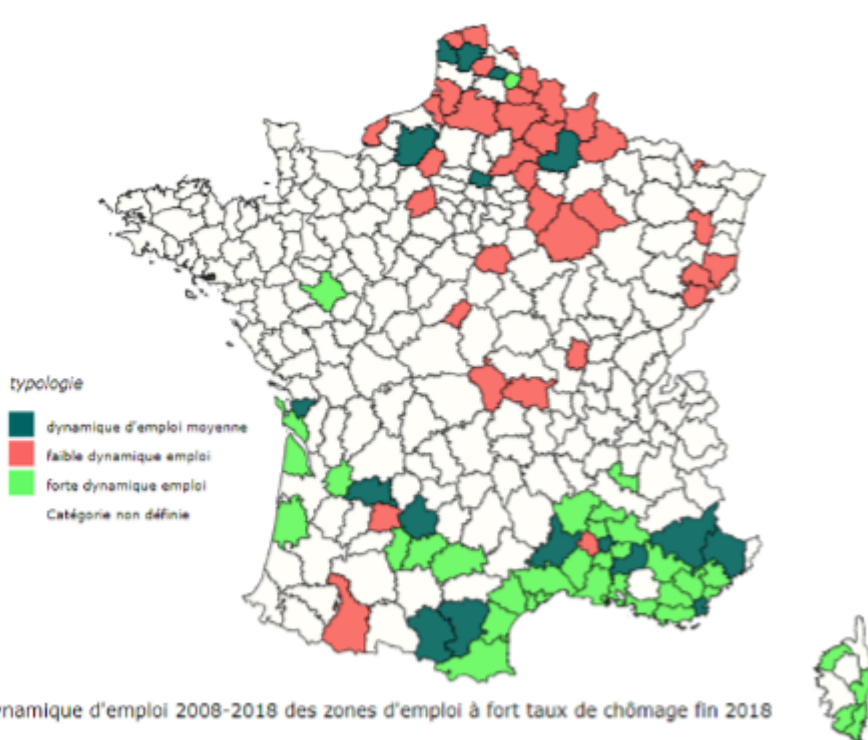 typologie
dynamique d'emploi moyenne
faible dynamique emploi
forte dynamique emploi
Catégorie non définie
ynamique d'emploi 2008-2018 des zones d'emploi à fort taux de chômage fin 2018